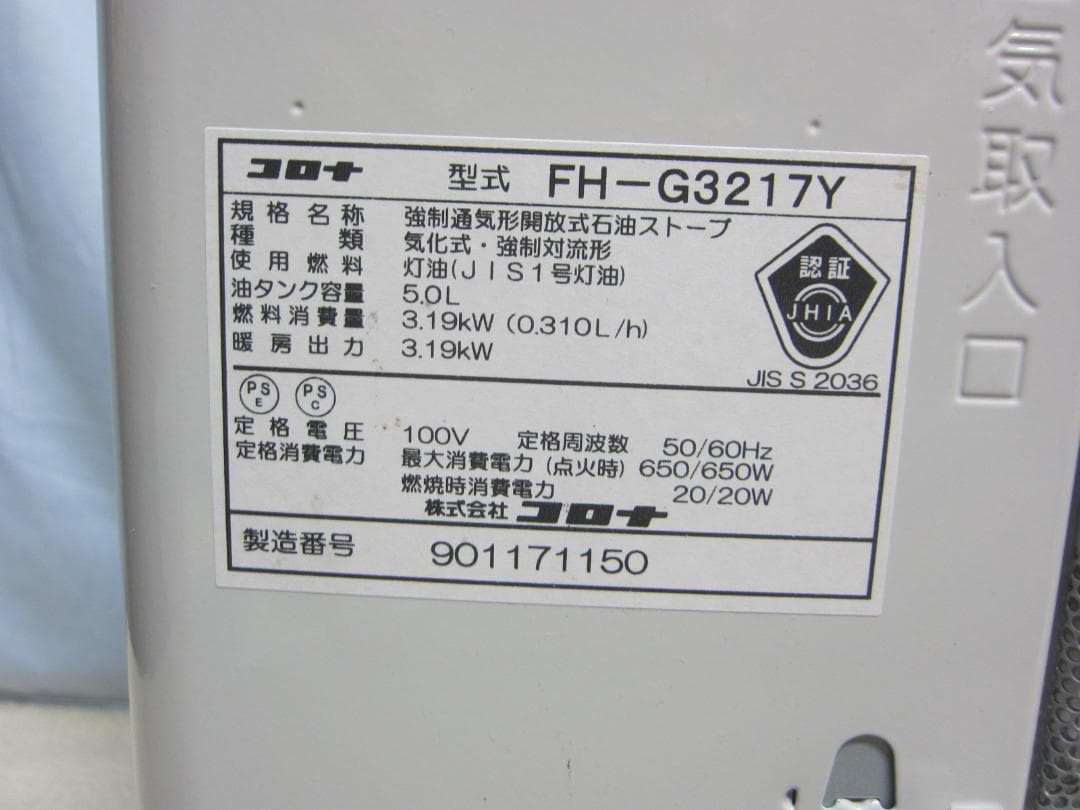 コロナ 型式 FH-G3217Y
規格名称 強制通気形開放式石油ストーブ
種類 気化式・強制対流形
使用燃料 灯油(JIS1号灯油)
油タンク容量 5.0L
燃料消費量 3.19kW (0.310L/h)
暖房出力 3.19kW
認証
JHIA
JIS S 2036
PS E PS C
定格電圧 100V 定格周波数 50/60Hz
定格消費電力 最大消費電力 (点火時) 650/650W
燃焼時消費電力 20/20W
株式会社 コロナ
製造番号 901171150
気取入口